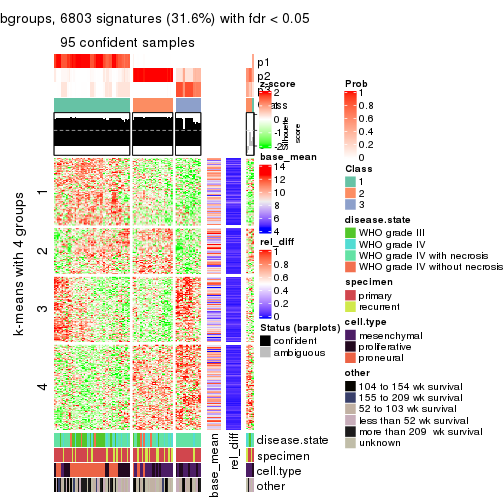 bgroups, 6803 signatures (31.6%) with fdr < 0.05
95 confident samples
p1
p2
z-score
2
1
0
-1
-2
Silhouette
score
base_mean
14
12
10
8
6
4
rel_diff
1
0.8
0.6
0.4
0.2
0
Status (barplots)
confident
ambiguous
k-means with 4 groups
1
2
3
4
base_mean
rel_diff
disease.state
specimen
cell.type
other
Prob
1
0.8
0.6
0.4
0.2
0
Class
1
2
3
disease.state
WHO grade III
WHO grade IV
WHO grade IV with necrosis
WHO grade IV without necrosis
specimen
primary
recurrent
cell.type
mesenchymal
proliferative
proneural
other
104 to 154 wk survival
155 to 209 wk survival
52 to 103 wk survival
less than 52 wk survival
more than 209 wk survival
unknown